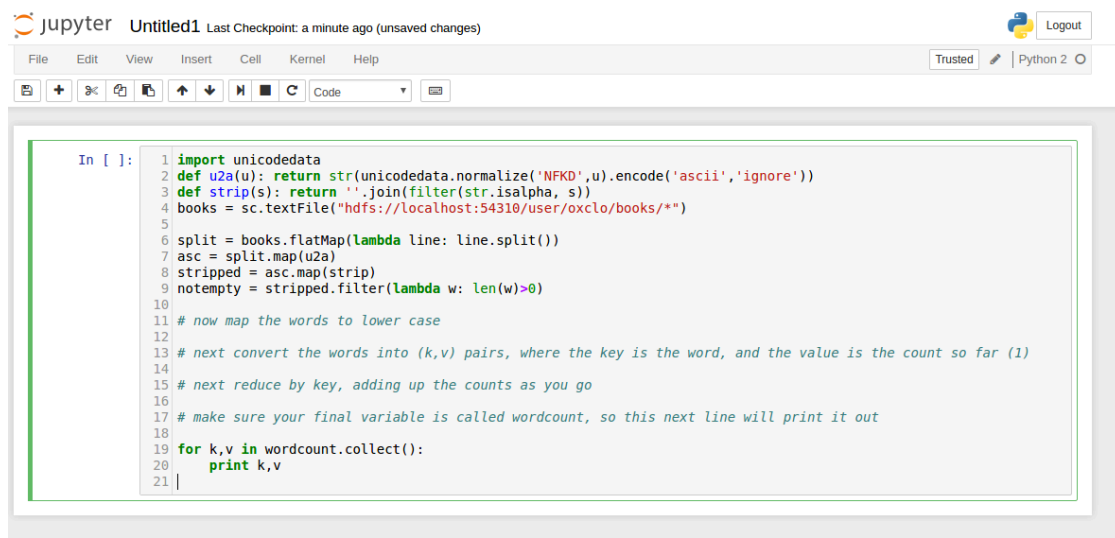 jupyter Untitled1 Last Checkpoint: a minute ago (unsaved changes) Logout
File Edit View Insert Cell Kernel Help Trusted Python 2
Code
In [ ]:
1 import unicodedata
2 def u2a(u): return str(unicodedata.normalize('NFKD',u).encode('ascii','ignore'))
3 def strip(s): return ''.join(filter(str.isalpha, s))
4 books = sc.textFile("hdfs://localhost:54310/user/oxclo/books/*")
5
6 split = books.flatMap(lambda line: line.split())
7 asc = split.map(u2a)
8 stripped = asc.map(strip)
9 notempty = stripped.filter(lambda w: len(w)>0)
10
11 # now map the words to lower case
12
13 # next convert the words into (k,v) pairs, where the key is the word, and the value is the count so far (1)
14
15 # next reduce by key, adding up the counts as you go
16
17 # make sure your final variable is called wordcount, so this next line will print it out
18
19 for k,v in wordcount.collect():
20     print k,v
21